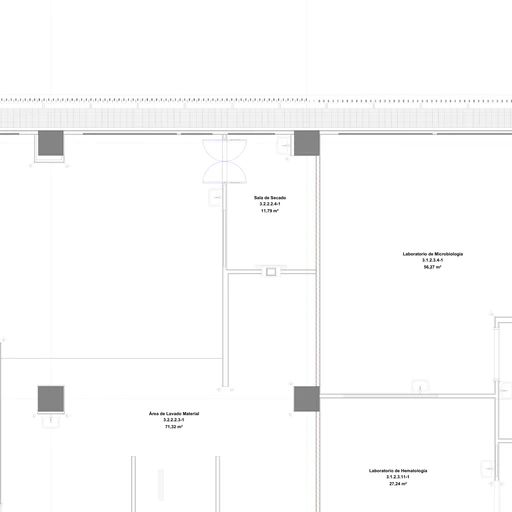 Sala de Secado
3.2.2.2.4-1
11,79 m²
Laboratorio de Microbiología
3.1.2.3.4-1
56,27 m²
Área de Lavado Material
3.2.2.2.3-1
71,32 m²
Laboratorio de Hematología
3.1.2.3.11-1
27,24 m²